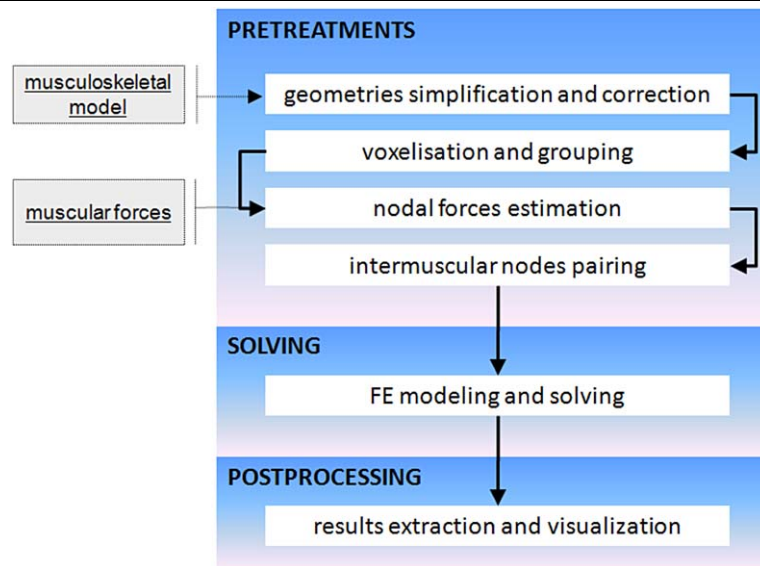 PRETREATMENTS
musculoskeletal
model
geometries simplification and correction
voxelisation and grouping
muscular forces
nodal forces estimation
intermuscular nodes pairing
SOLVING
FE modeling and solving
POSTPROCESSING
results extraction and visualization